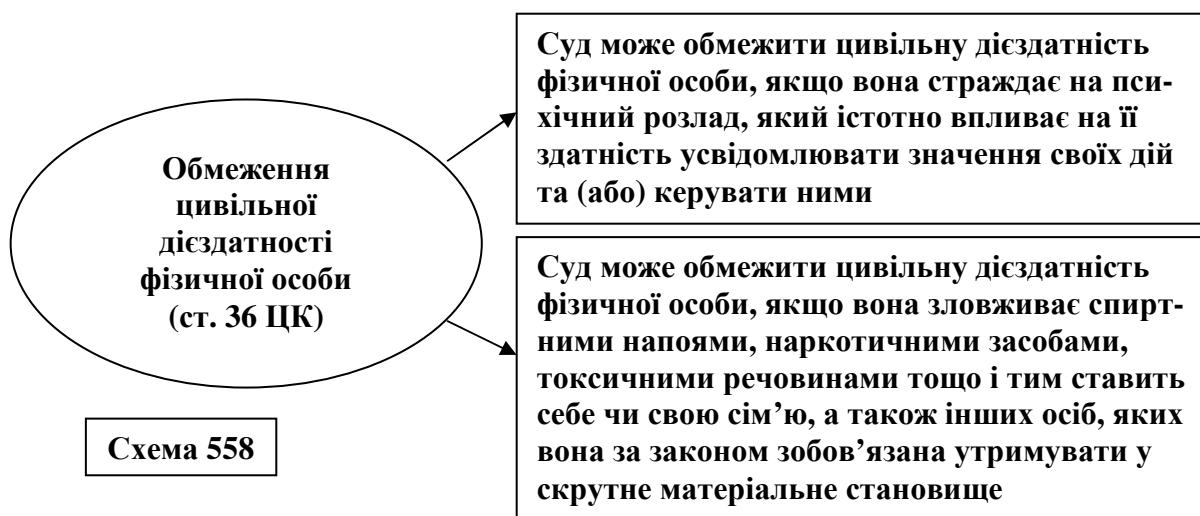 Обмеження
цивільної
дієздатності
фізичної особи
(ст. 36 ЦК)
Суд може обмежити цивільну дієздатність
фізичної особи, якщо вона страждає на пси-
хічний розлад, який істотно впливає на її
здатність усвідомлювати значення своїх дій
та (або) керувати ними
Суд може обмежити цивільну дієздатність
фізичної особи, якщо вона зловживає спирт-
ними напоями, наркотичними засобами,
токсичними речовинами тощо і тим ставить
себе чи свою сім’ю, а також інших осіб, яких
вона за законом зобов’язана утримувати у
скрутне матеріальне становище
Схема 558